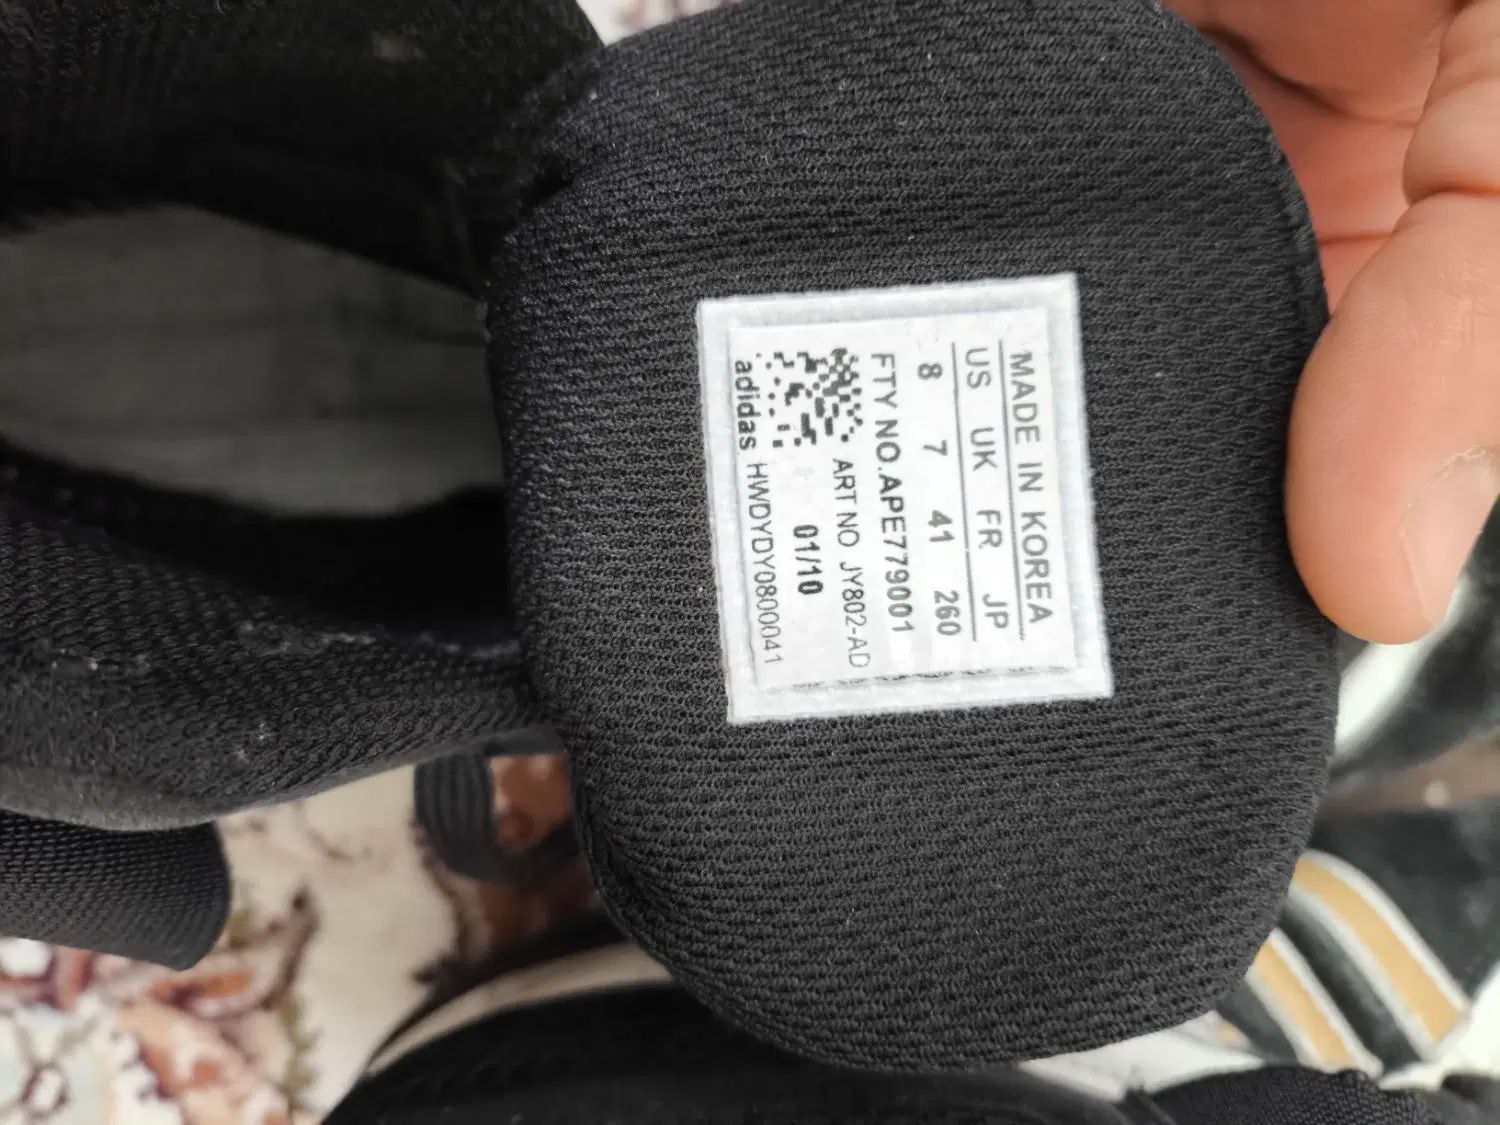 MADE IN KOREA
US UK FR JP
8 7 41 260
FTY NO.APE779001
ART NO JY802-AD
01/10
adidas HWDYDY0800041